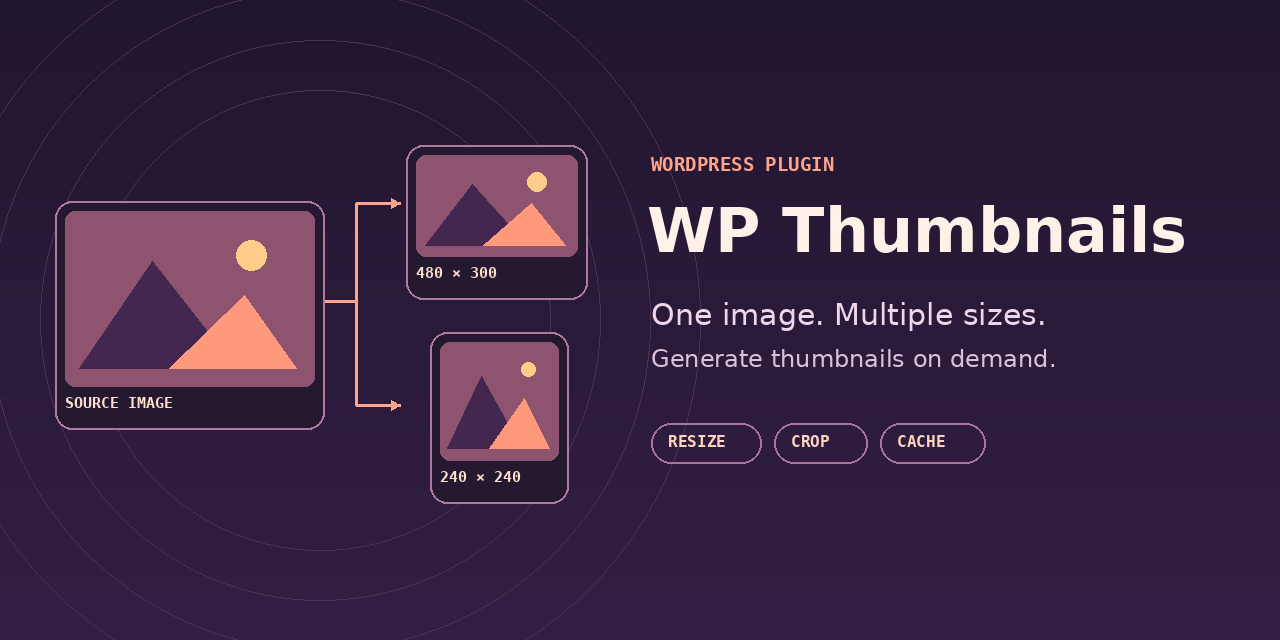 SOURCE IMAGE
480 × 300
240 × 240
WORDPRESS PLUGIN
WP Thumbnails
One image. Multiple sizes.
Generate thumbnails on demand.
RESIZE
CROP
CACHE